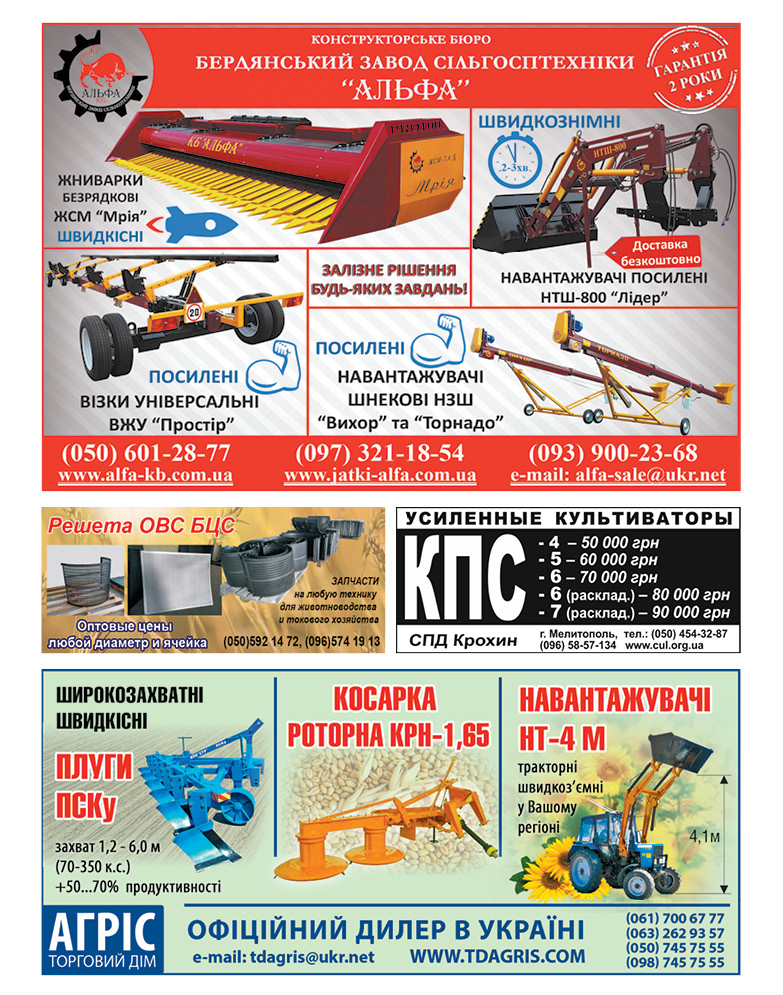 КОНСТРУКТОРСЬКЕ БЮРО
БЕРДЯНСЬКИЙ ЗАВОД СІЛЬГОСПТЕХНІКИ
"АЛЬФА"
АЛЬФА
ГАРАНТІЯ
2 РОКИ
КБ "АЛЬФА"
PROFI
ЖСМ-7,4 S
Мрія
ЖНИВАРКИ
БЕЗРЯДКОВІ
ЖСМ "Мрія"
ШВИДКІСНІ
ШВИДКОЗНІМНІ
2-3хв.
НТШ-800
Доставка
безкоштовно
НАВАНТАЖУВАЧІ ПОСИЛЕНІ
НТШ-800 "Лідер"
20
ПОСИЛЕНІ
ВІЗКИ УНІВЕРСАЛЬНІ
ВЖУ "Простір"
ЗАЛІЗНЕ РІШЕННЯ
БУДЬ-ЯКИХ ЗАВДАНЬ!
ПОСИЛЕНІ
НАВАНТАЖУВАЧІ
ШНЕКОВІ НЗШ
"Вихор" та "Торнадо"
ВИХОР
ТОРНАДО
(050) 601-28-77 (097) 321-18-54 (093) 900-23-68
www.alfa-kb.com.ua www.jatki-alfa.com.ua e-mail: alfa-sale@ukr.net
Решета ОВС БЦС
ЗАПЧАСТИ
на любую технику
для животноводства
и токового хозяйства
Оптовые цены
любой диаметр и ячейка
(050)592 14 72, (096)574 19 13
УСИЛЕННЫЕ КУЛЬТИВАТОРЫ
КПС
- 4 – 50 000 грн
- 5 – 60 000 грн
- 6 – 70 000 грн
- 6 (расклад.) – 80 000 грн
- 7 (расклад.) – 90 000 грн
СПД Крохин
г. Мелитополь, тел.: (050) 454-32-87
(096) 58-57-134 www.cul.org.ua
ШИРОКОЗАХВАТНІ
ШВИДКІСНІ
ПЛУГИ
ПСКу
захват 1,2 - 6,0 м
(70-350 к.с.)
+50...70% продуктивності
КОСАРКА
РОТОРНА КРН-1,65
НАВАНТАЖУВАЧІ
НТ-4 М
тракторні
швидкоз'ємні
у Вашому
регіоні
4,1м
АГРІС
ТОРГОВИЙ ДІМ
ОФІЦІЙНИЙ ДИЛЕР В УКРАЇНІ
e-mail: tdagris@ukr.net WWW.TDAGRIS.COM
(061) 700 67 77
(063) 262 93 57
(050) 745 75 55
(098) 745 75 55